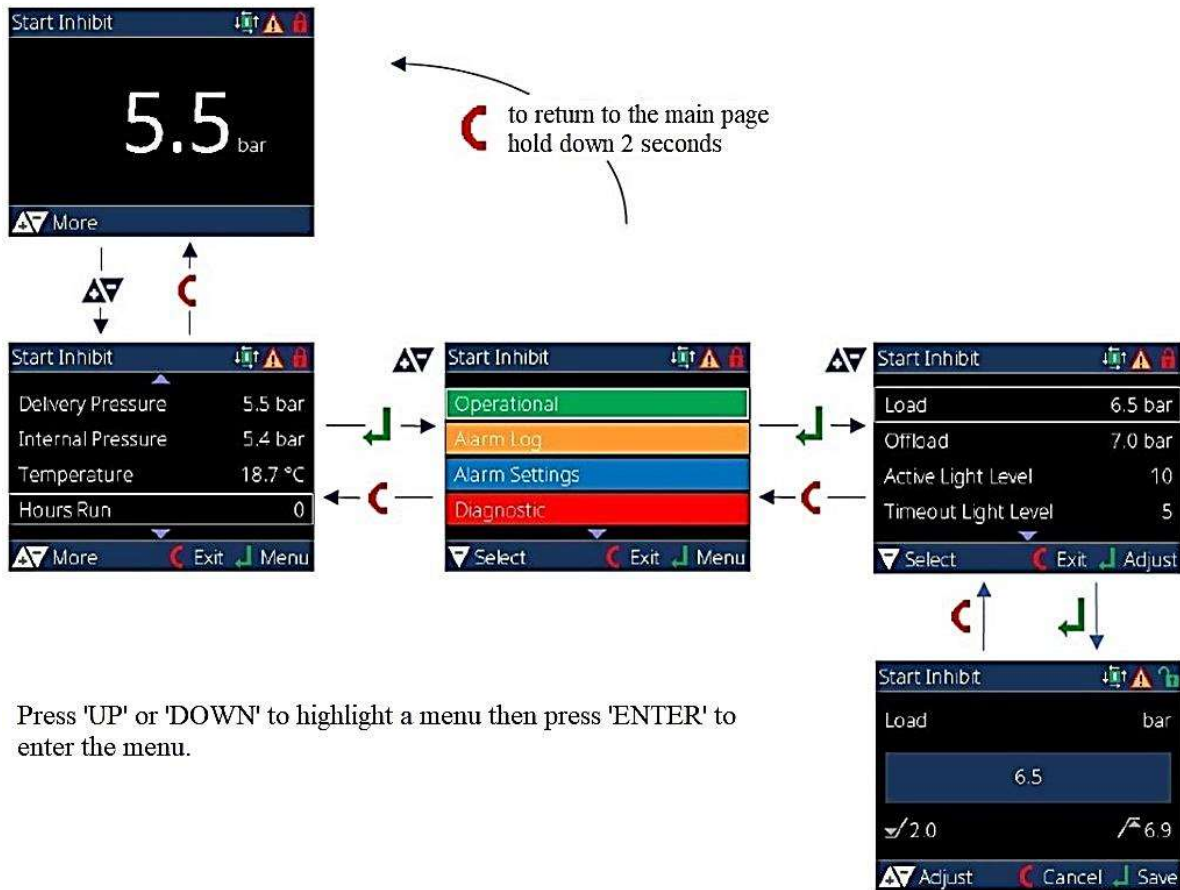 Start Inhibit
5.5 bar
More
to return to the main page
hold down 2 seconds
Start Inhibit
Delivery Pressure 5.5 bar
Internal Pressure 5.4 bar
Temperature 18.7 °C
Hours Run 0
More Exit Menu
Start Inhibit
Operational
Alarm Log
Alarm Settings
Diagnostic
Select Exit Menu
Start Inhibit
Load 6.5 bar
Offload 7.0 bar
Active Light Level 10
Timeout Light Level 5
Select Exit Adjust
Start Inhibit
Load bar
6.5
2.0 6.9
Adjust Cancel Save
Press 'UP' or 'DOWN' to highlight a menu then press 'ENTER' to
enter the menu.